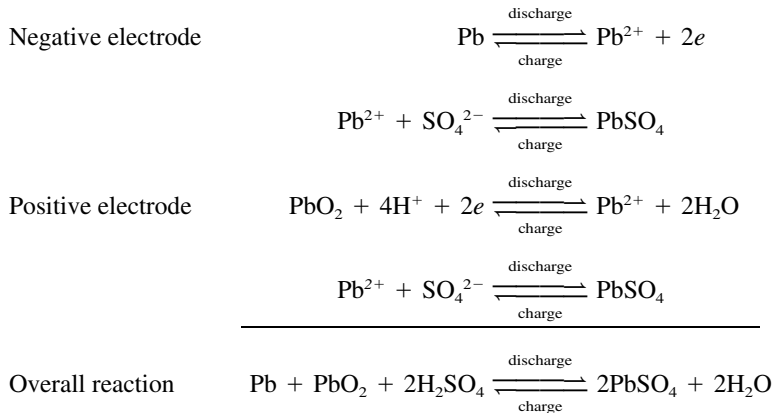 discharge
Negative electrode Pb ⇌ Pb²⁺ + 2e
charge
discharge
Pb²⁺ + SO₄²⁻ ⇌ PbSO₄
charge
discharge
Positive electrode PbO₂ + 4H⁺ + 2e ⇌ Pb²⁺ + 2H₂O
charge
discharge
Pb²⁺ + SO₄²⁻ ⇌ PbSO₄
charge
discharge
Overall reaction Pb + PbO₂ + 2H₂SO₄ ⇌ 2PbSO₄ + 2H₂O
charge